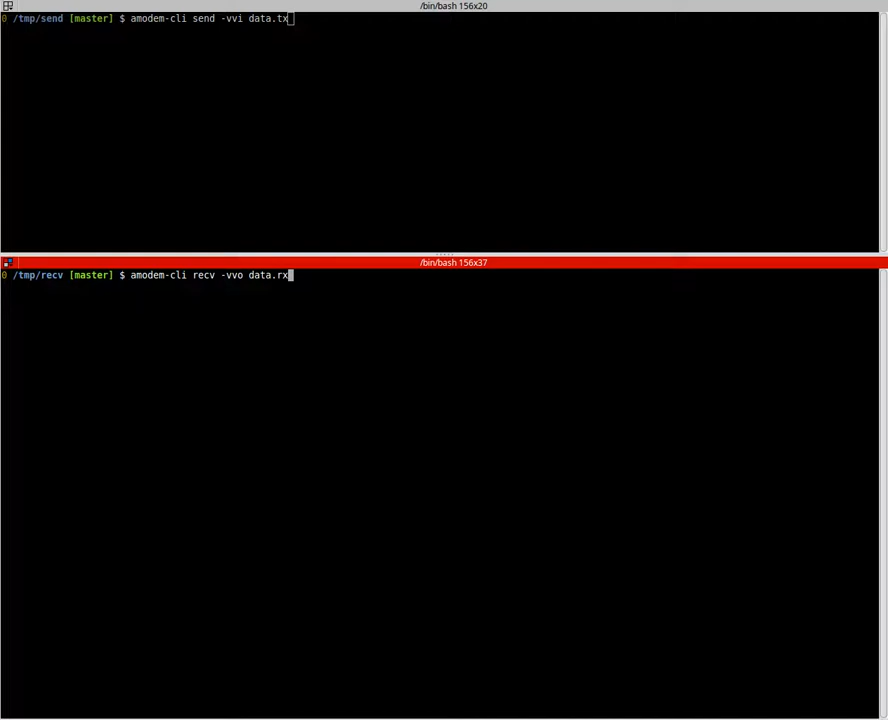 /bin/bash 156x20
0 /tmp/send [master] $ amodem-cli send -vvi data.tx
/bin/bash 156x37
0 /tmp/recv [master] $ amodem-cli recv -vvo data.rx